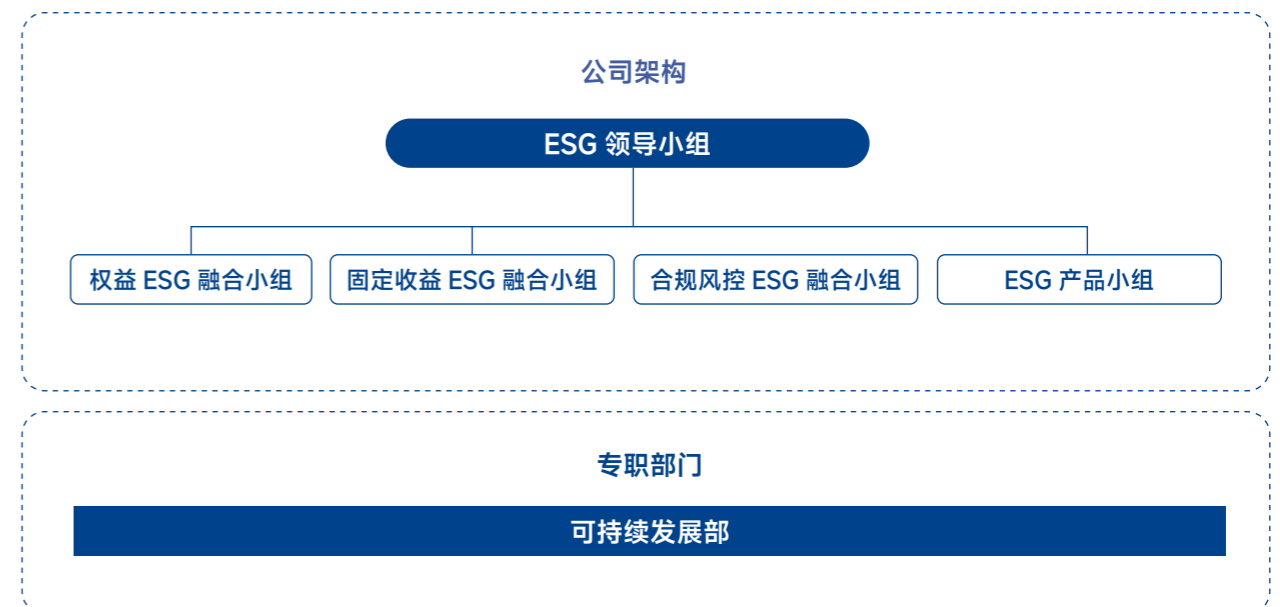 公司架构
ESG 领导小组
权益 ESG 融合小组
固定收益 ESG 融合小组
合规风控 ESG 融合小组
ESG 产品小组
专职部门
可持续发展部